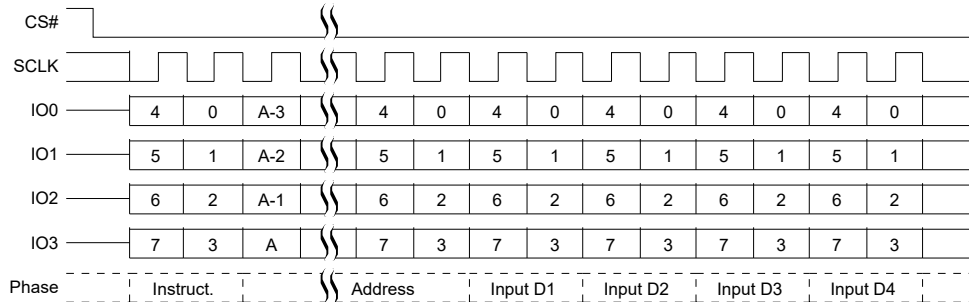 CS#
SCLK
IO0 4 0 A-3 4 0 4 0 4 0 4 0 4 0
IO1 5 1 A-2 5 1 5 1 5 1 5 1 5 1
IO2 6 2 A-1 6 2 6 2 6 2 6 2 6 2
IO3 7 3 A 7 3 7 3 7 3 7 3 7 3
Phase Instruct. Address Input D1 Input D2 Input D3 Input D4